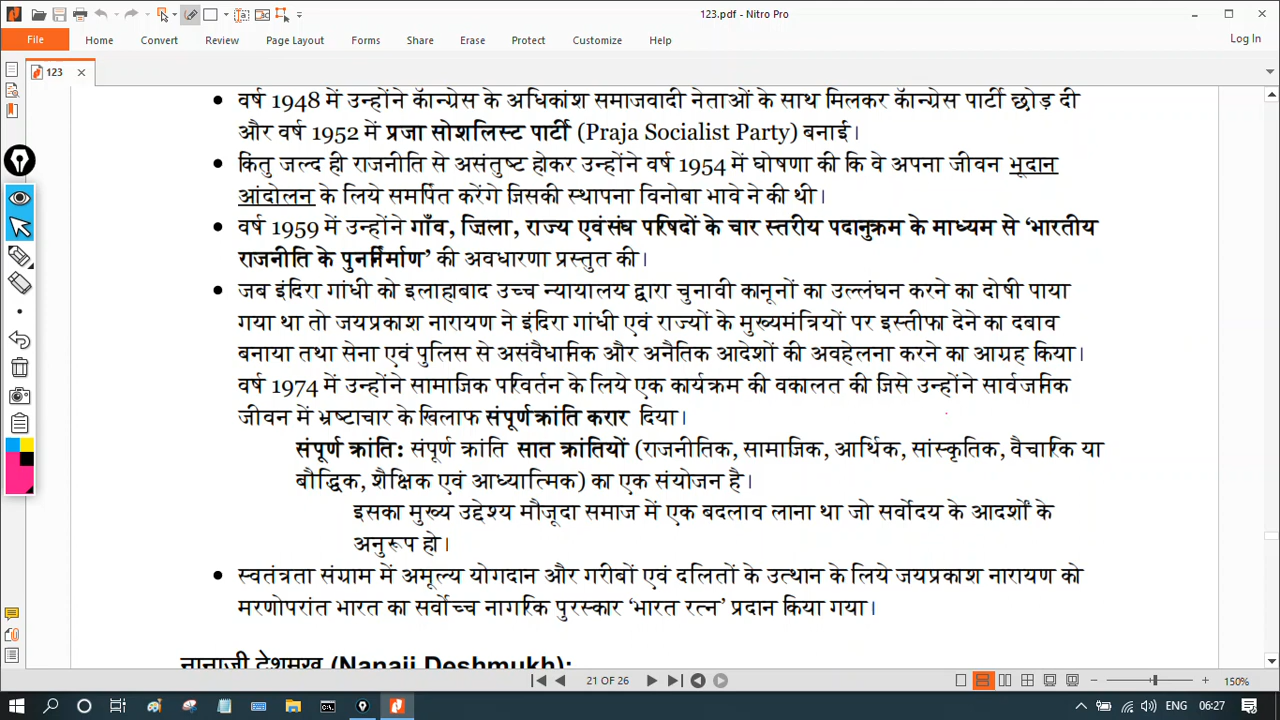 123.pdf - Nitro Pro
File Home Convert Review Page Layout Forms Share Erase Protect Customize Help Log In
123
वर्ष 1948 में उन्होंने कॅान्ग्रेस के अधिकांश समाजवादी नेताओं के साथ मिलकर कॅान्ग्रेस पार्टी छोड़ दी
और वर्ष 1952 में प्रजा सोशलिस्ट पार्टी (Praja Socialist Party) बनाई।
किंतु जल्द ही राजनीति से असंतुष्ट होकर उन्होंने वर्ष 1954 में घोषणा की कि वे अपना जीवन भूदान
आंदोलन के लिये समर्पित करेंगे जिसकी स्थापना विनोबा भावे ने की थी।
वर्ष 1959 में उन्होंने गाँव, ज़िला, राज्य एवं संघ परिषदों के चार स्तरीय पदानुक्रम के माध्यम से ‘भारतीय
राजनीति के पुनर्निर्माण’ की अवधारणा प्रस्तुत की।
जब इंदिरा गांधी को इलाहाबाद उच्च न्यायालय द्वारा चुनावी कानूनों का उल्लंघन करने का दोषी पाया
गया था तो जयप्रकाश नारायण ने इंदिरा गांधी एवं राज्यों के मुख्यमंत्रियों पर इस्तीफा देने का दबाव
बनाया तथा सेना एवं पुलिस से असंवैधानिक और अनैतिक आदेशों की अवहेलना करने का आग्रह किया।
वर्ष 1974 में उन्होंने सामाजिक परिवर्तन के लिये एक कार्यक्रम की वकालत की जिसे उन्होंने सार्वजनिक
जीवन में भ्रष्टाचार के खिलाफ संपूर्ण क्रांति करार दिया।
संपूर्ण क्रांति: संपूर्ण क्रांति सात क्रांतियों (राजनीतिक, सामाजिक, आर्थिक, सांस्कृतिक, वैचारिक या
बौद्धिक, शैक्षिक एवं आध्यात्मिक) का एक संयोजन है।
इसका मुख्य उद्देश्य मौजूदा समाज में एक बदलाव लाना था जो सर्वोदय के आदर्शों के
अनुरूप हो।
स्वतंत्रता संग्राम में अमूल्य योगदान और गरीबों एवं दलितों के उत्थान के लिये जयप्रकाश नारायण को
मरणोपरांत भारत का सर्वोच्च नागरिक पुरस्कार ‘भारत रत्न’ प्रदान किया गया।
नानाजी देशमुख (Nanaji Deshmukh):
21 OF 26 150%
ENG 06:27